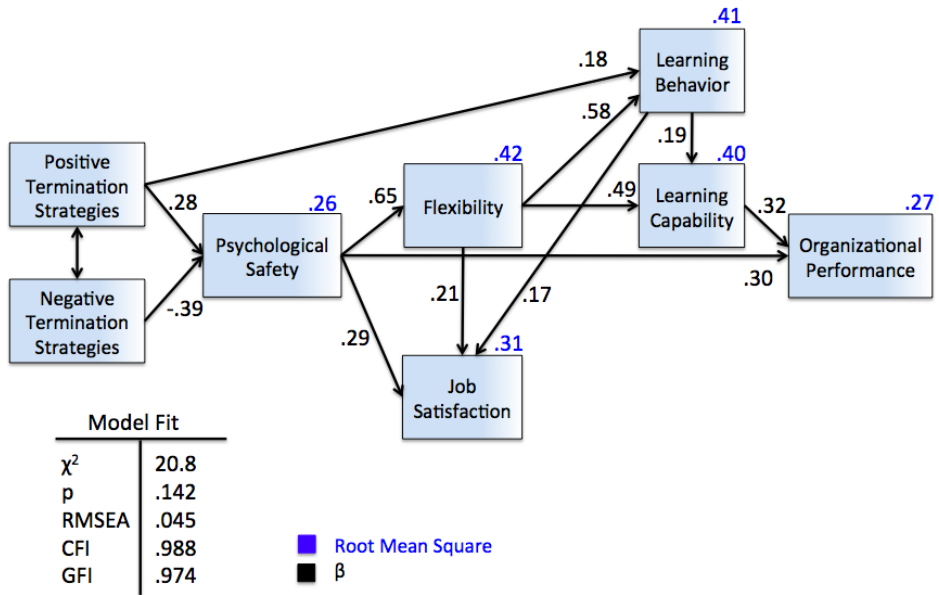 .41
Learning
Behavior
.18
.58
.19
Positive
Termination
Strategies
.42
.40
.28
.26
.65
Flexibility
.49
Learning
Capability
.32
.27
Psychological
Safety
Organizational
Performance
.30
Negative
Termination
Strategies
-.39
.21
.17
.29
.31
Job
Satisfaction
Model Fit
χ² 20.8
p .142
RMSEA .045
CFI .988
GFI .974
Root Mean Square
β